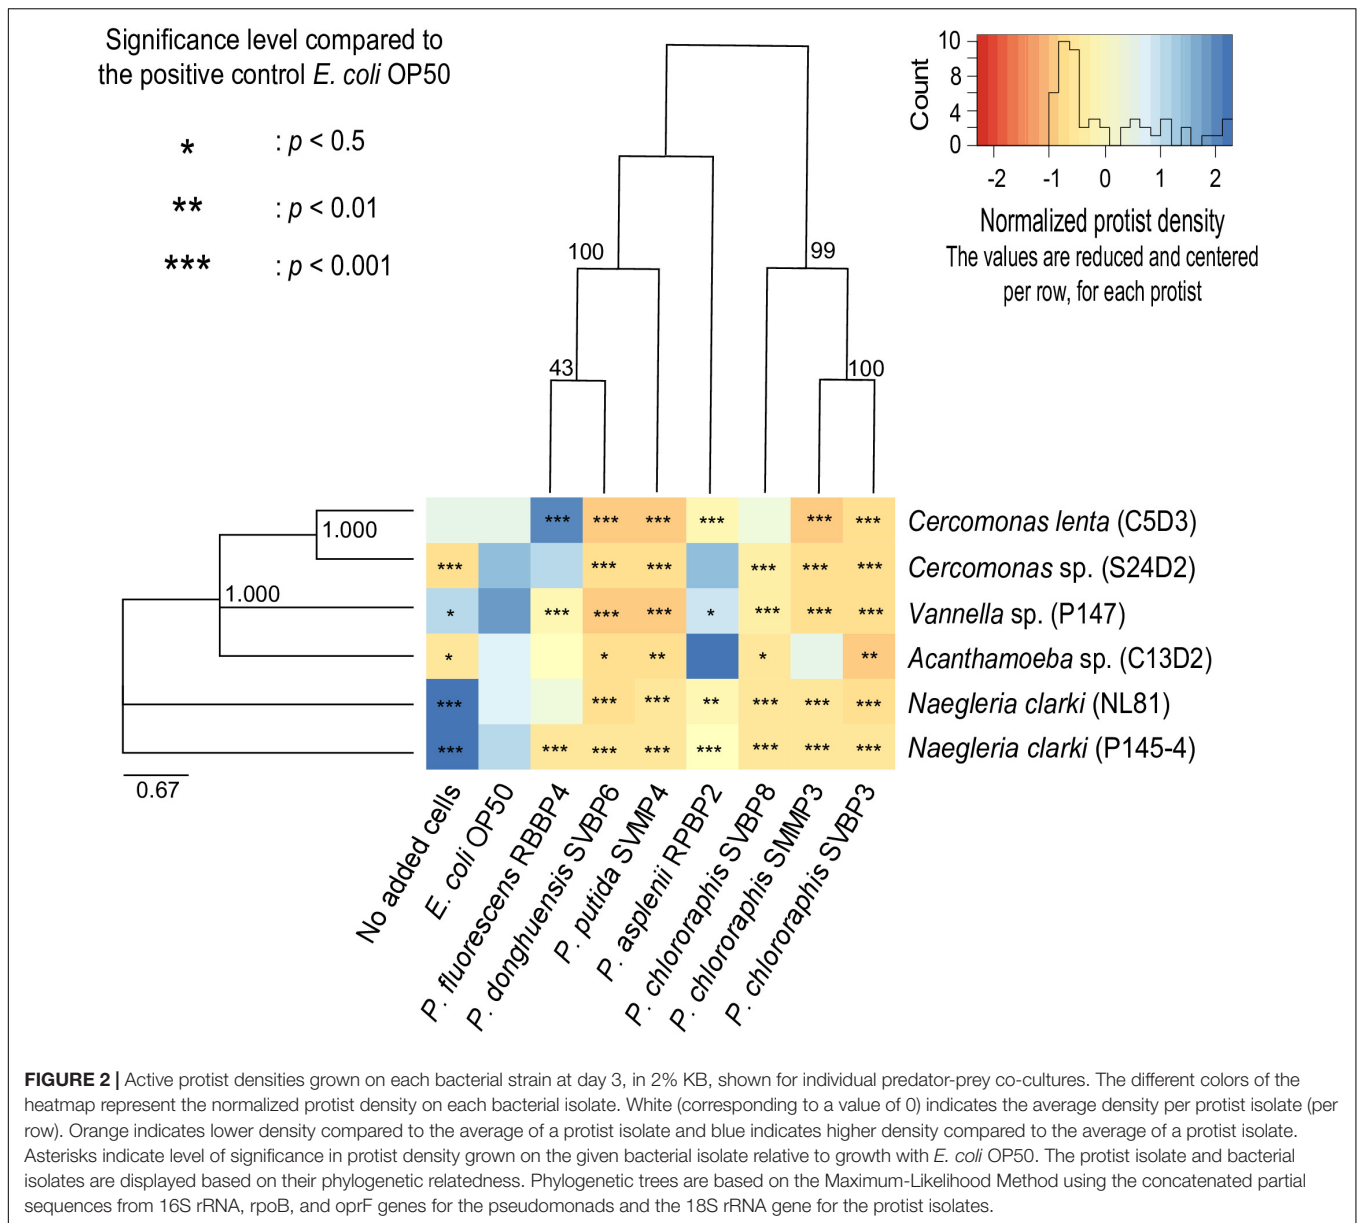 Significance level compared to
the positive control E. coli OP50
* : p < 0.5
** : p < 0.01
*** : p < 0.001
100
43
99
100
Count
10
8
4
0
-2 -1 0 1 2
Normalized protist density
The values are reduced and centered
per row, for each protist
1.000
1.000
0.67
*** *** *** *** *** *** Cercomonas lenta (C5D3)
*** *** *** *** *** *** Cercomonas sp. (S24D2)
* *** *** *** * *** *** *** Vannella sp. (P147)
* * ** * ** Acanthamoeba sp. (C13D2)
*** *** *** ** *** *** *** Naegleria clarki (NL81)
*** *** *** *** *** *** *** *** Naegleria clarki (P145-4)
No added cells
E. coli OP50
P. fluorescens RBBP4
P. donghuensis SVBP6
P. putida SVMP4
P. asplenii RPBP2
P. chlororaphis SVBP8
P. chlororaphis SMMP3
P. chlororaphis SVBP3
FIGURE 2 | Active protist densities grown on each bacterial strain at day 3, in 2% KB, shown for individual predator-prey co-cultures. The different colors of the
heatmap represent the normalized protist density on each bacterial isolate. White (corresponding to a value of 0) indicates the average density per protist isolate (per
row). Orange indicates lower density compared to the average of a protist isolate and blue indicates higher density compared to the average of a protist isolate.
Asterisks indicate level of significance in protist density grown on the given bacterial isolate relative to growth with E. coli OP50. The protist isolate and bacterial
isolates are displayed based on their phylogenetic relatedness. Phylogenetic trees are based on the Maximum-Likelihood Method using the concatenated partial
sequences from 16S rRNA, rpoB, and oprF genes for the pseudomonads and the 18S rRNA gene for the protist isolates.